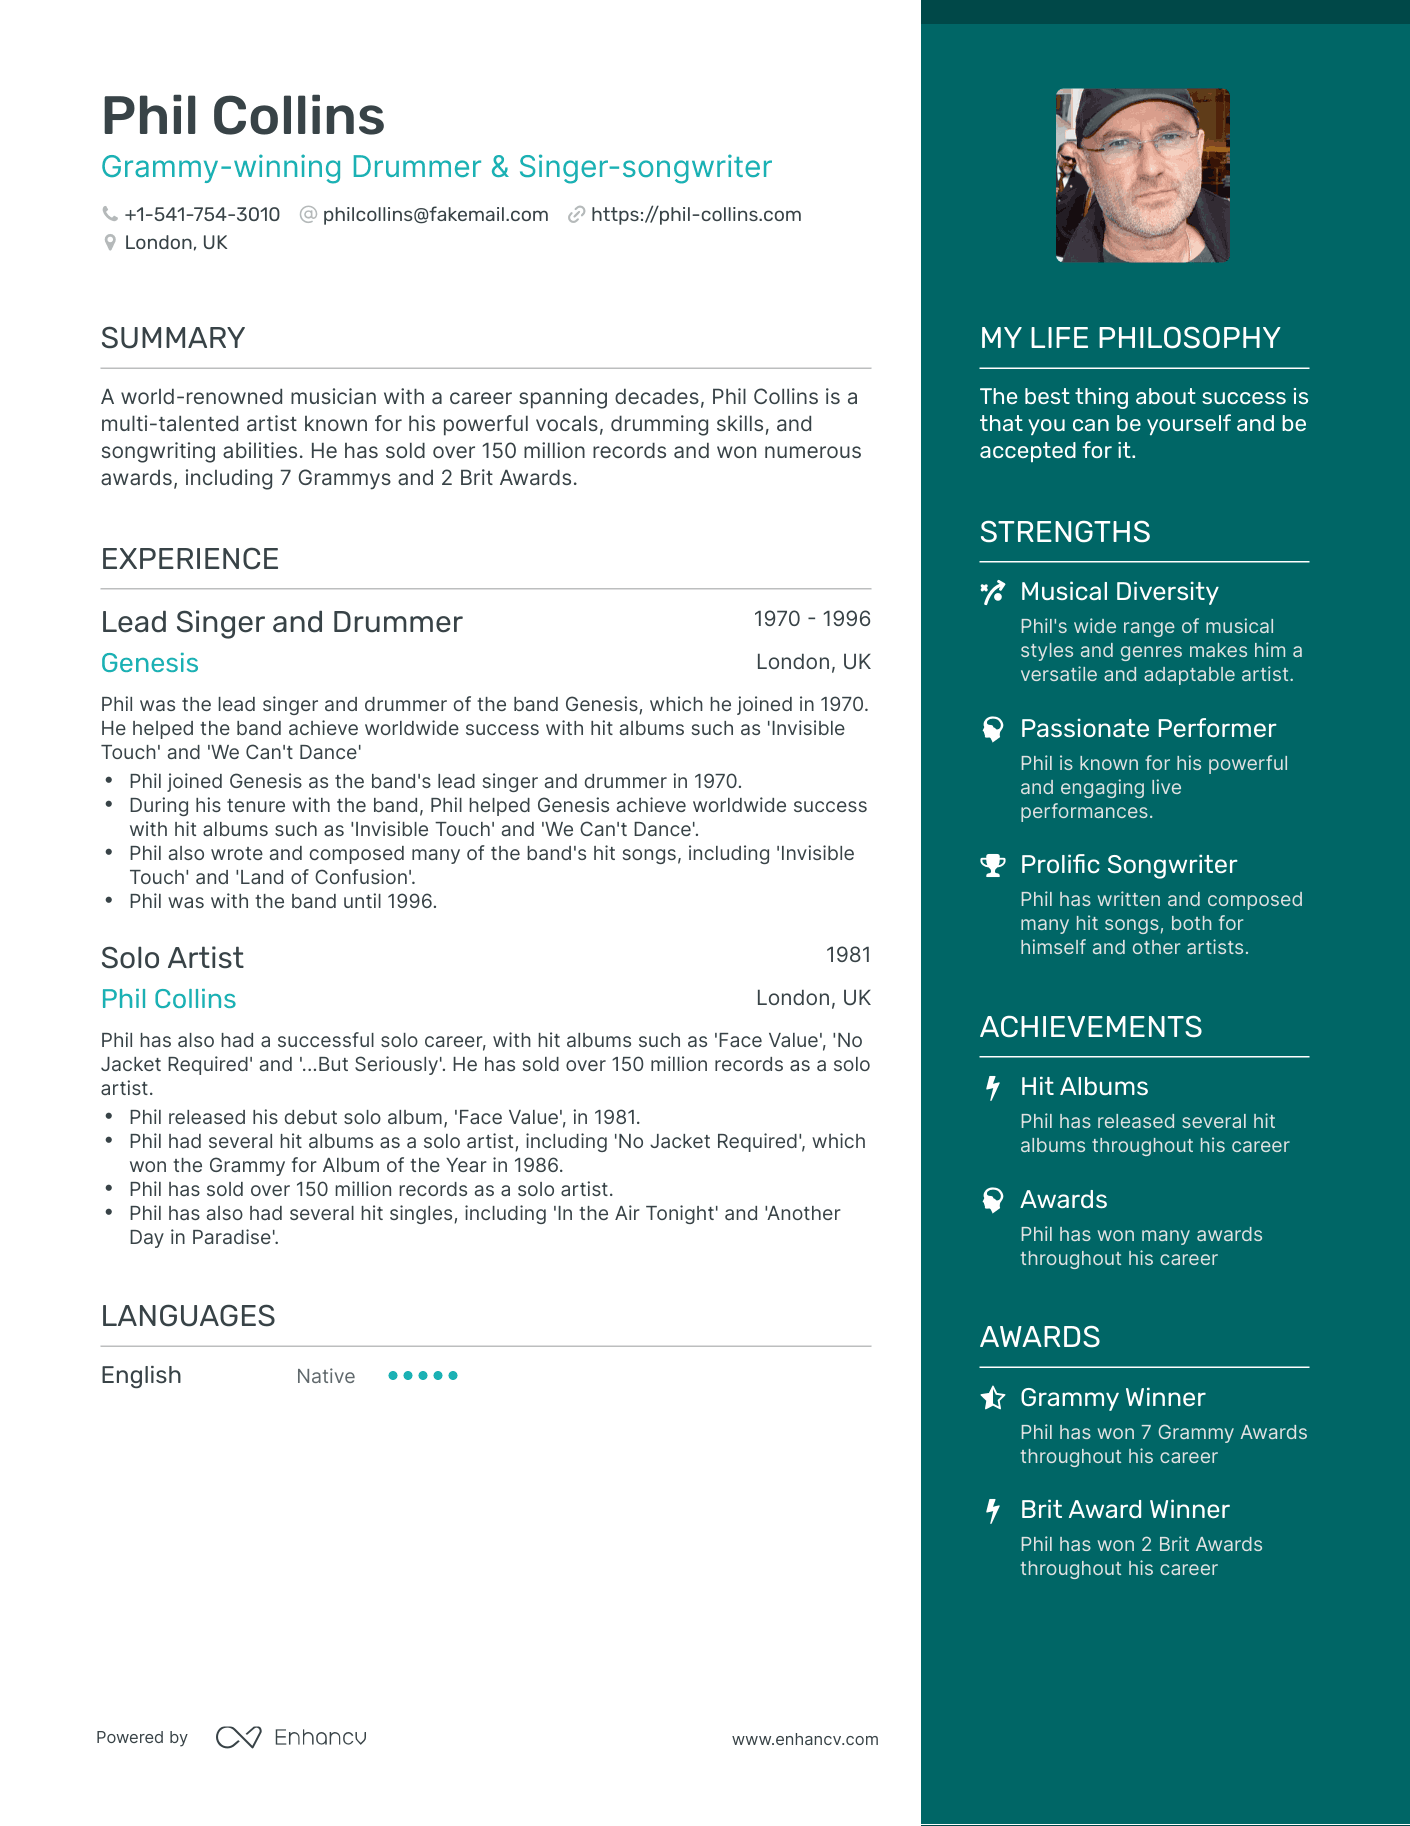 Phil Collins
Grammy-winning Drummer & Singer-songwriter
+1-541-754-3010 philcollins@fakemail.com https://phil-collins.com
London, UK
SUMMARY
A world-renowned musician with a career spanning decades, Phil Collins is a
multi-talented artist known for his powerful vocals, drumming skills, and
songwriting abilities. He has sold over 150 million records and won numerous
awards, including 7 Grammys and 2 Brit Awards.
EXPERIENCE
Lead Singer and Drummer 1970 - 1996
Genesis London, UK
Phil was the lead singer and drummer of the band Genesis, which he joined in 1970.
He helped the band achieve worldwide success with hit albums such as 'Invisible
Touch' and 'We Can't Dance'
• Phil joined Genesis as the band's lead singer and drummer in 1970.
• During his tenure with the band, Phil helped Genesis achieve worldwide success
with hit albums such as 'Invisible Touch' and 'We Can't Dance'.
• Phil also wrote and composed many of the band's hit songs, including 'Invisible
Touch' and 'Land of Confusion'.
• Phil was with the band until 1996.
Solo Artist 1981
Phil Collins London, UK
Phil has also had a successful solo career, with hit albums such as 'Face Value', 'No
Jacket Required' and '...But Seriously'. He has sold over 150 million records as a solo
artist.
• Phil released his debut solo album, 'Face Value', in 1981.
• Phil had several hit albums as a solo artist, including 'No Jacket Required', which
won the Grammy for Album of the Year in 1986.
• Phil has sold over 150 million records as a solo artist.
• Phil has also had several hit singles, including 'In the Air Tonight' and 'Another
Day in Paradise'.
LANGUAGES
English Native
MY LIFE PHILOSOPHY
The best thing about success is
that you can be yourself and be
accepted for it.
STRENGTHS
Musical Diversity
Phil's wide range of musical
styles and genres makes him a
versatile and adaptable artist.
Passionate Performer
Phil is known for his powerful
and engaging live
performances.
Prolific Songwriter
Phil has written and composed
many hit songs, both for
himself and other artists.
ACHIEVEMENTS
Hit Albums
Phil has released several hit
albums throughout his career
Awards
Phil has won many awards
throughout his career
AWARDS
Grammy Winner
Phil has won 7 Grammy Awards
throughout his career
Brit Award Winner
Phil has won 2 Brit Awards
throughout his career
Powered by Enhancv www.enhancv.com